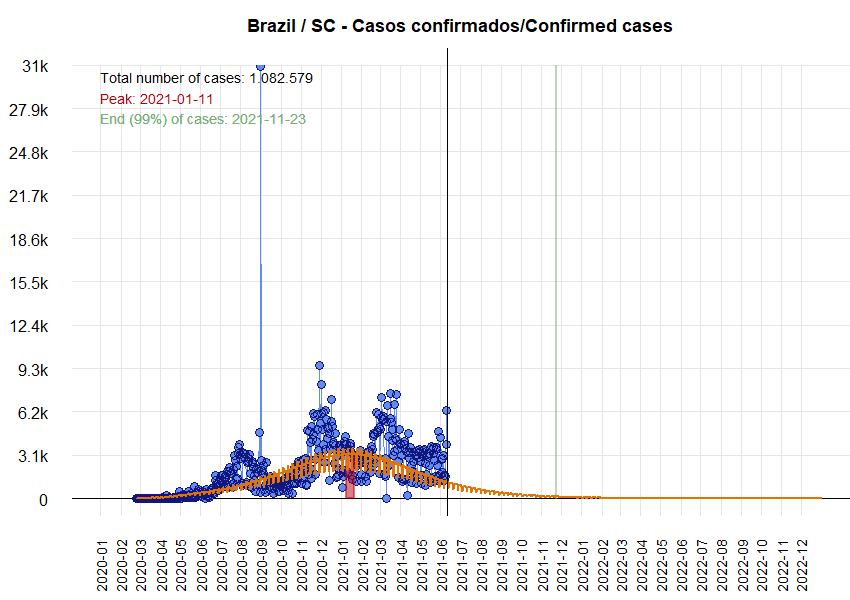 Brazil / SC - Casos confirmados/Confirmed cases
31k
Total number of cases: 1.082.579
Peak: 2021-01-11
End (99%) of cases: 2021-11-23
27.9k
24.8k
21.7k
18.6k
15.5k
12.4k
9.3k
6.2k
3.1k
0
2020-01
2020-02
2020-03
2020-04
2020-05
2020-06
2020-07
2020-08
2020-09
2020-10
2020-11
2020-12
2021-01
2021-02
2021-03
2021-04
2021-05
2021-06
2021-07
2021-08
2021-09
2021-10
2021-11
2021-12
2022-01
2022-02
2022-03
2022-04
2022-05
2022-06
2022-07
2022-08
2022-09
2022-10
2022-11
2022-12